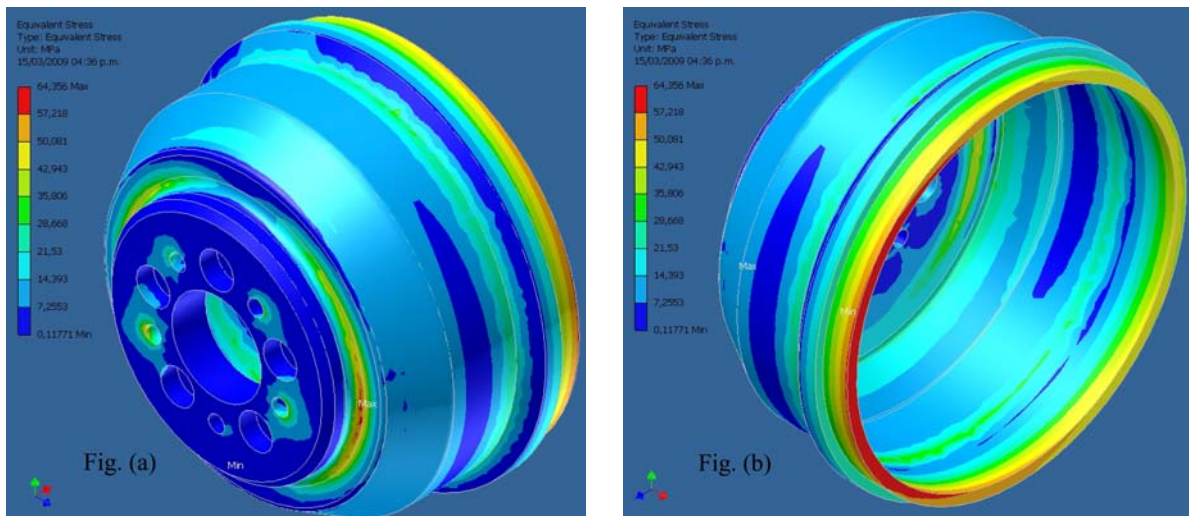 Equivalent Stress
Type: Equivalent Stress
Unit: MPa
15/03/2009 04:36 p.m.
64,356 Max
57,218
50,081
42,943
35,806
28,668
21,53
14,393
7,2553
0,11771 Min
Max
Min
Fig. (a)
Equivalent Stress
Type: Equivalent Stress
Unit: MPa
15/03/2009 04:36 p.m.
64,356 Max
57,218
50,081
42,943
35,806
28,668
21,53
14,393
7,2553
0,11771 Min
Max
Min
Fig. (b)